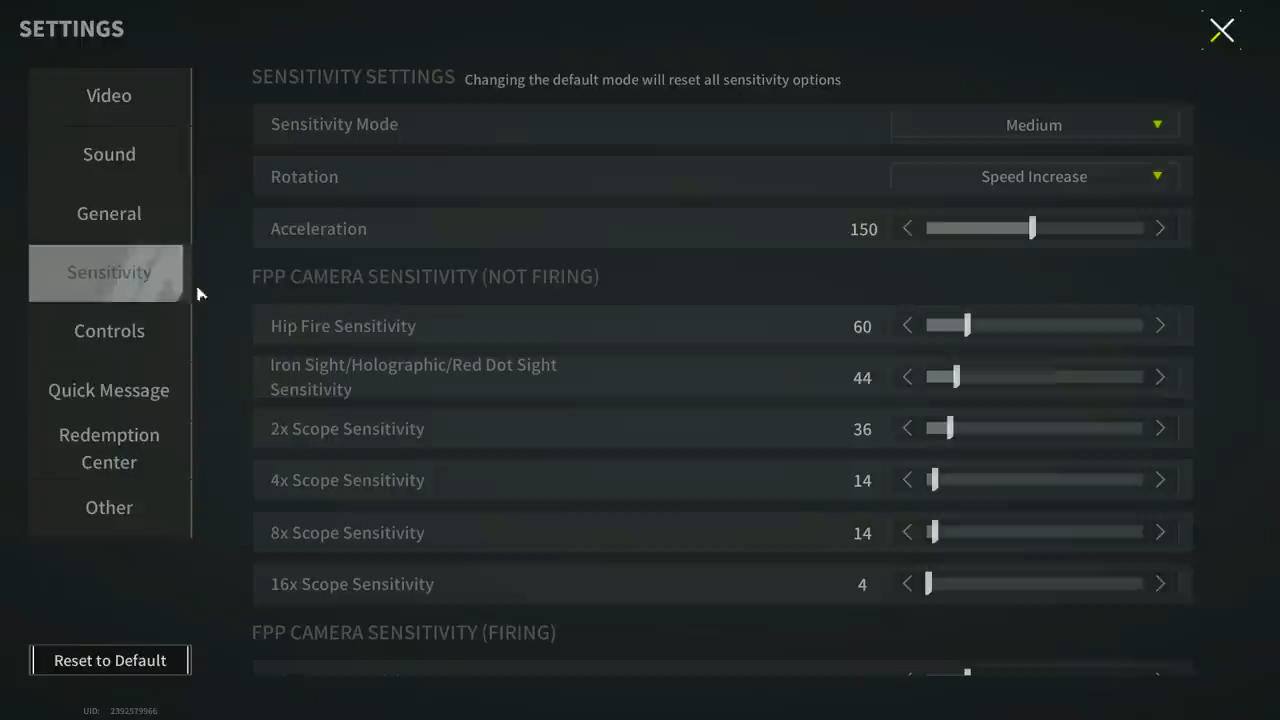 SETTINGS
Video
Sound
General
Sensitivity
Controls
Quick Message
Redemption
Center
Other
Reset to Default
UID: 2392579966
SENSITIVITY SETTINGS Changing the default mode will reset all sensitivity options
Sensitivity Mode Medium
Rotation Speed Increase
Acceleration 150
FPP CAMERA SENSITIVITY (NOT FIRING)
Hip Fire Sensitivity 60
Iron Sight/Holographic/Red Dot Sight
Sensitivity 44
2x Scope Sensitivity 36
4x Scope Sensitivity 14
8x Scope Sensitivity 14
16x Scope Sensitivity 4
FPP CAMERA SENSITIVITY (FIRING)